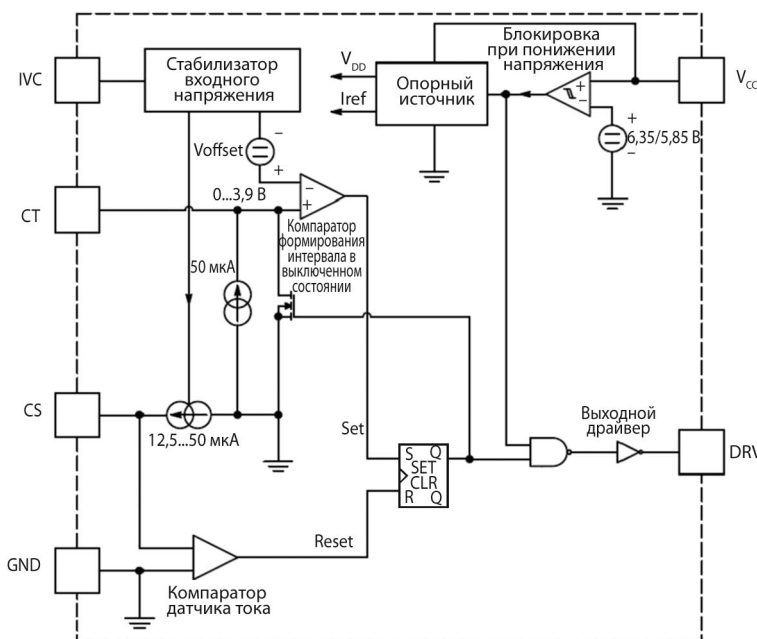 Блокировка
при понижении
напряжения
IVC
Стабилизатор
входного
напряжения
V_DD
Iref
Опорный
источник
+
−
V_CC
+
6,35/5,85 В
−
−
Voffset
+
0...3,9 В
−
+
CT
Компаратор
формирования
интервала в
выключенном
состоянии
50 мкА
CS
12,5...50 мкА
Set
Выходной
драйвер
S Q
SET
CLR
R Q
DRV
Reset
GND
Компаратор
датчика тока